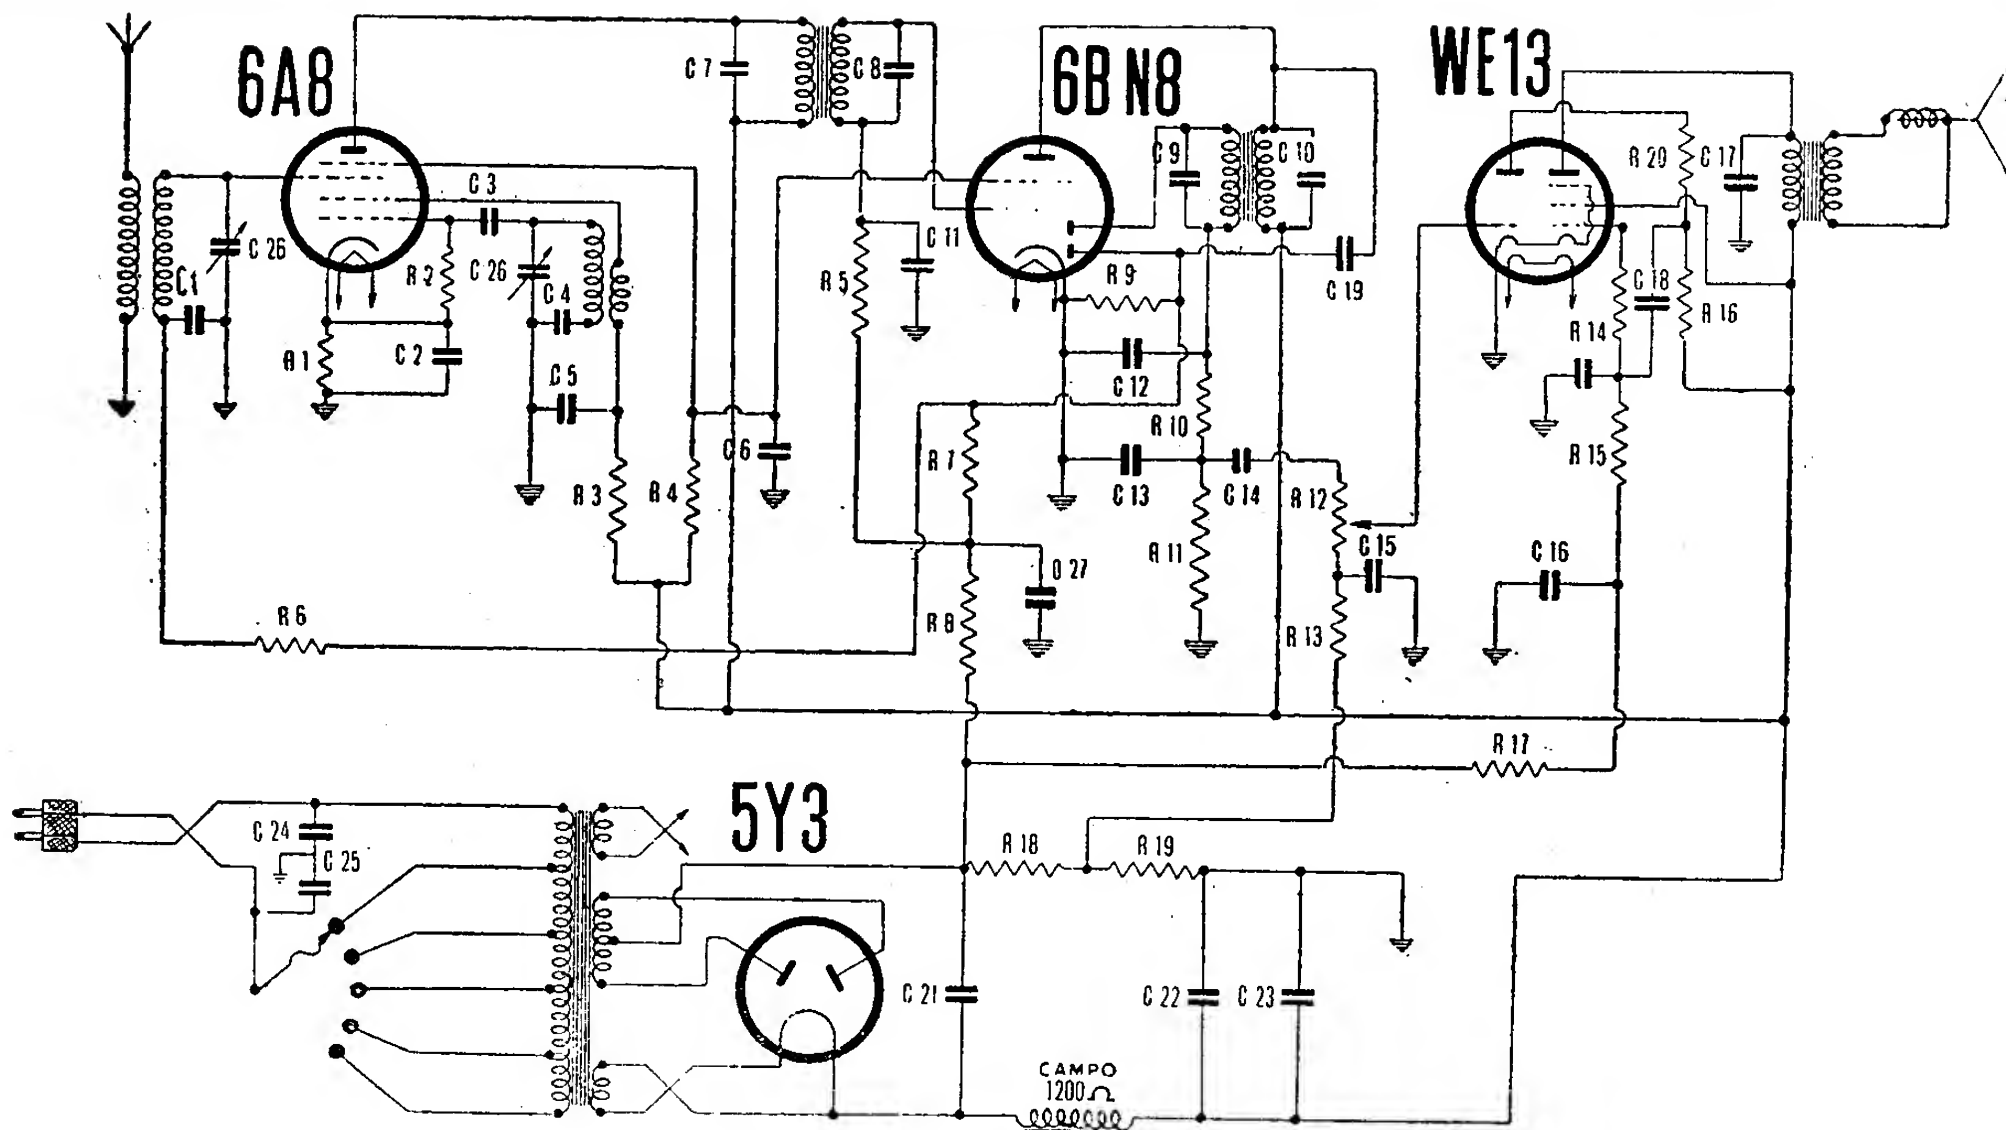 6A8
6B N8
WE13
C 7
C 8
C 9
C 10
R 20
C 17
C 3
C 26
C 1
R 2
C 26
C 4
C 11
R 5
R 9
C 19
C 18
R 16
R 14
R 1
C 2
C 5
C 12
R 10
R 15
C 6
R 7
R 3
R 4
C 13
C 14
R 12
R 11
C 15
C 16
C 27
R 6
R 8
R 13
R 17
5Y3
C 24
C 25
R 18
R 19
C 21
C 22
C 23
CAMPO
1200 Ω